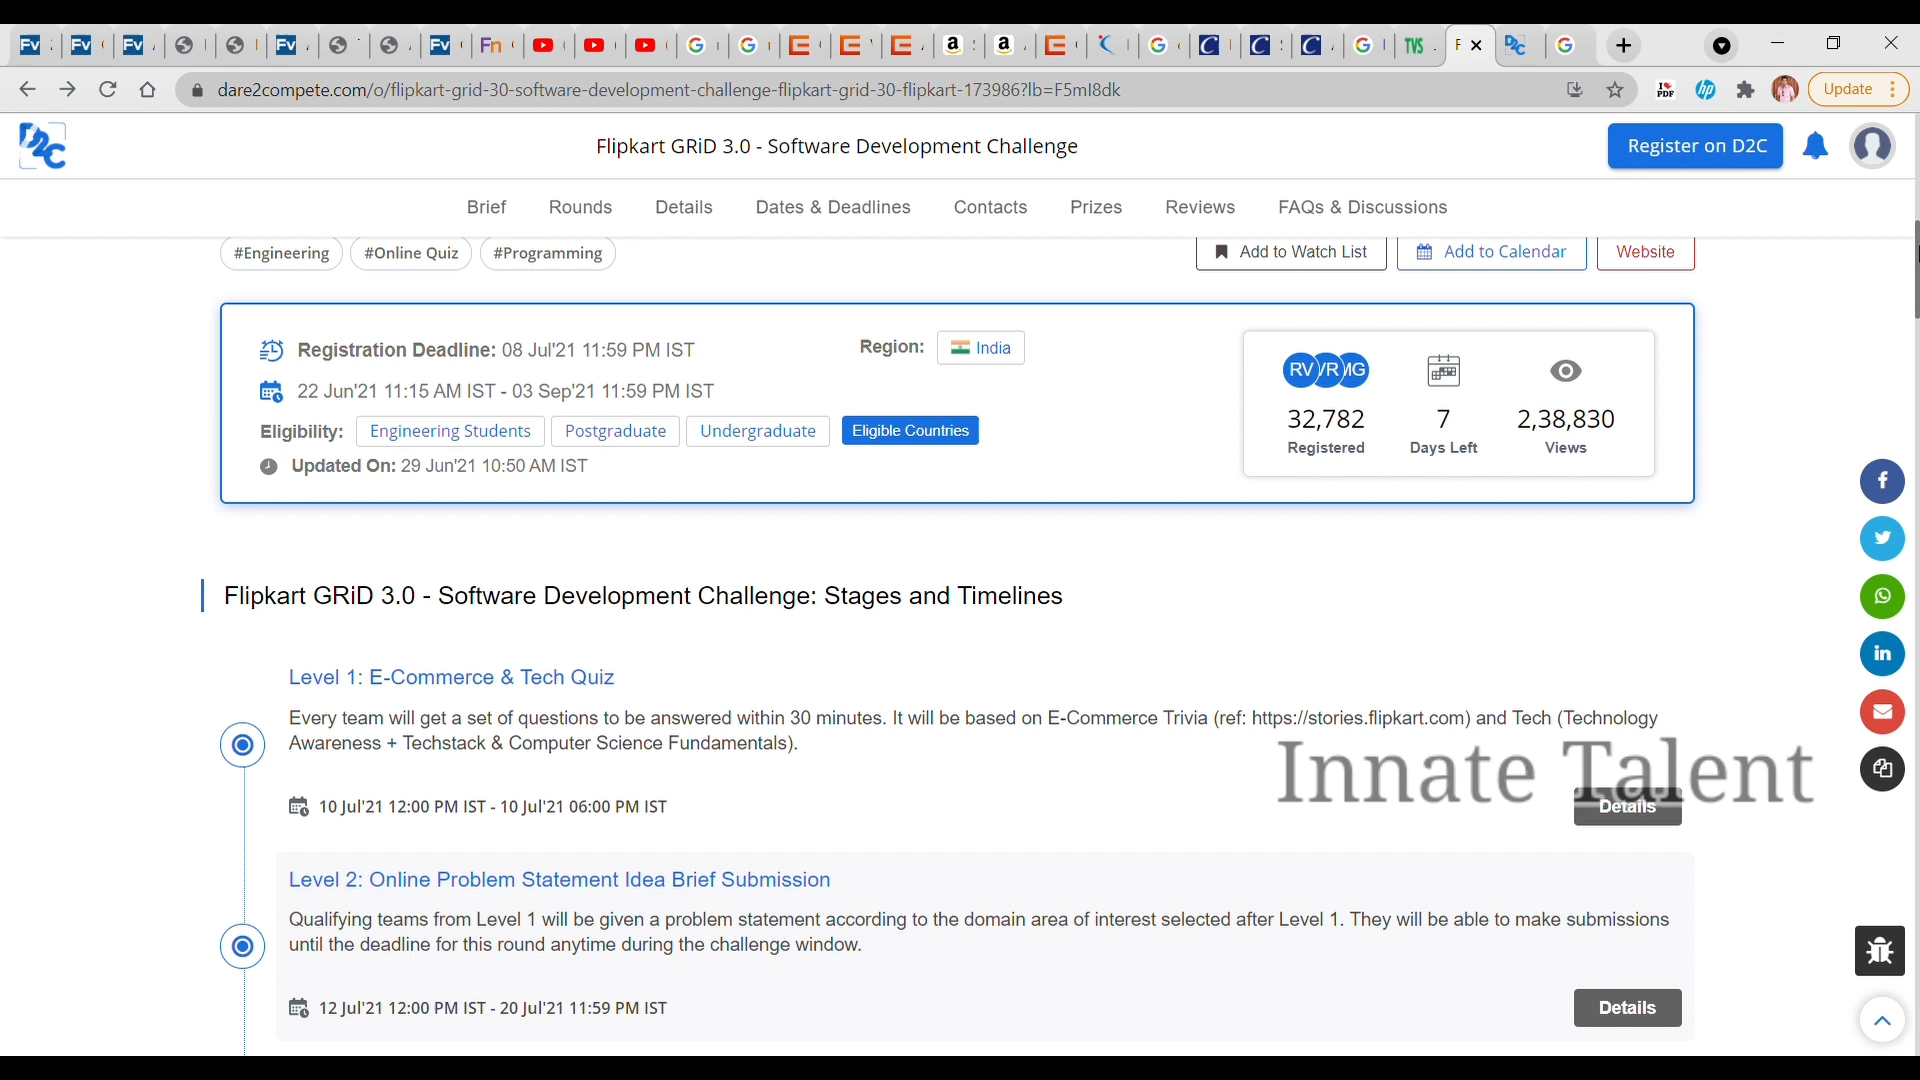 dare2compete.com/o/flipkart-grid-30-software-development-challenge-flipkart-grid-30-flipkart-173986?lb=F5mI8dk
Update
Flipkart GRiD 3.0 - Software Development Challenge
Register on D2C
Brief
Rounds
Details
Dates & Deadlines
Contacts
Prizes
Reviews
FAQs & Discussions
#Engineering
#Online Quiz
#Programming
Add to Watch List
Add to Calendar
Website
Registration Deadline: 08 Jul'21 11:59 PM IST
Region: India
22 Jun'21 11:15 AM IST - 03 Sep'21 11:59 PM IST
Eligibility: Engineering Students Postgraduate Undergraduate Eligible Countries
Updated On: 29 Jun'21 10:50 AM IST
32,782
Registered
7
Days Left
2,38,830
Views
Flipkart GRiD 3.0 - Software Development Challenge: Stages and Timelines
Level 1: E-Commerce & Tech Quiz
Every team will get a set of questions to be answered within 30 minutes. It will be based on E-Commerce Trivia (ref: https://stories.flipkart.com) and Tech (Technology
Awareness + Techstack & Computer Science Fundamentals).
Innate Talent
10 Jul'21 12:00 PM IST - 10 Jul'21 06:00 PM IST
Details
Level 2: Online Problem Statement Idea Brief Submission
Qualifying teams from Level 1 will be given a problem statement according to the domain area of interest selected after Level 1. They will be able to make submissions
until the deadline for this round anytime during the challenge window.
12 Jul'21 12:00 PM IST - 20 Jul'21 11:59 PM IST
Details